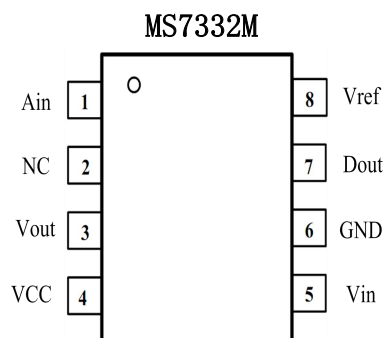 MS7332M
Ain 1 8 Vref
NC 2 7 Dout
Vout 3 6 GND
VCC 4 5 Vin